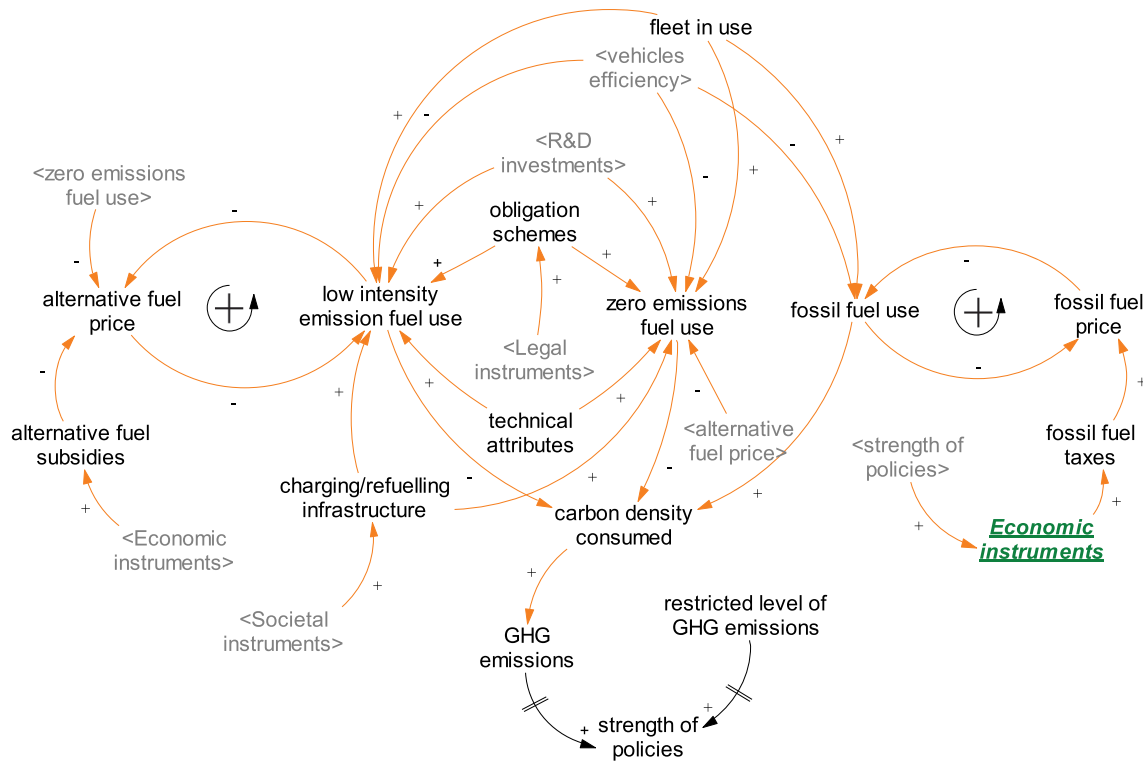 fleet in use
<vehicles
efficiency>
+
-
+
-
<R&D
investments>
-
+
<zero emissions
fuel use>
-
+
+
obligation
schemes
-
+
+
+
-
-
alternative fuel
price
low intensity
emission fuel use
zero emissions
fuel use
fossil fuel use
fossil fuel
price
+
+
<Legal
instruments>
-
-
+
-
+
+
-
+
alternative fuel
subsidies
technical
attributes
<alternative
fuel price>
<strength of
policies>
fossil fuel
taxes
charging/refuelling
infrastructure
-
+
-
+
+
+
+
carbon density
consumed
Economic
instruments
<Economic
instruments>
+
+
<Societal
instruments>
restricted level of
GHG emissions
GHG
emissions
+
+
strength of
policies